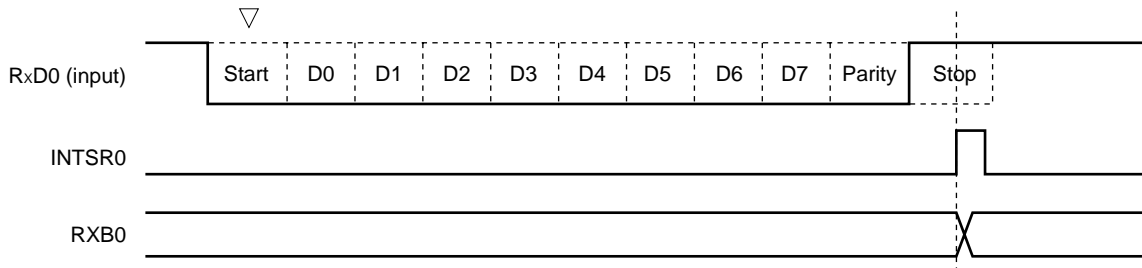 RxD0 (input) Start D0 D1 D2 D3 D4 D5 D6 D7 Parity Stop
INTSR0
RXB0